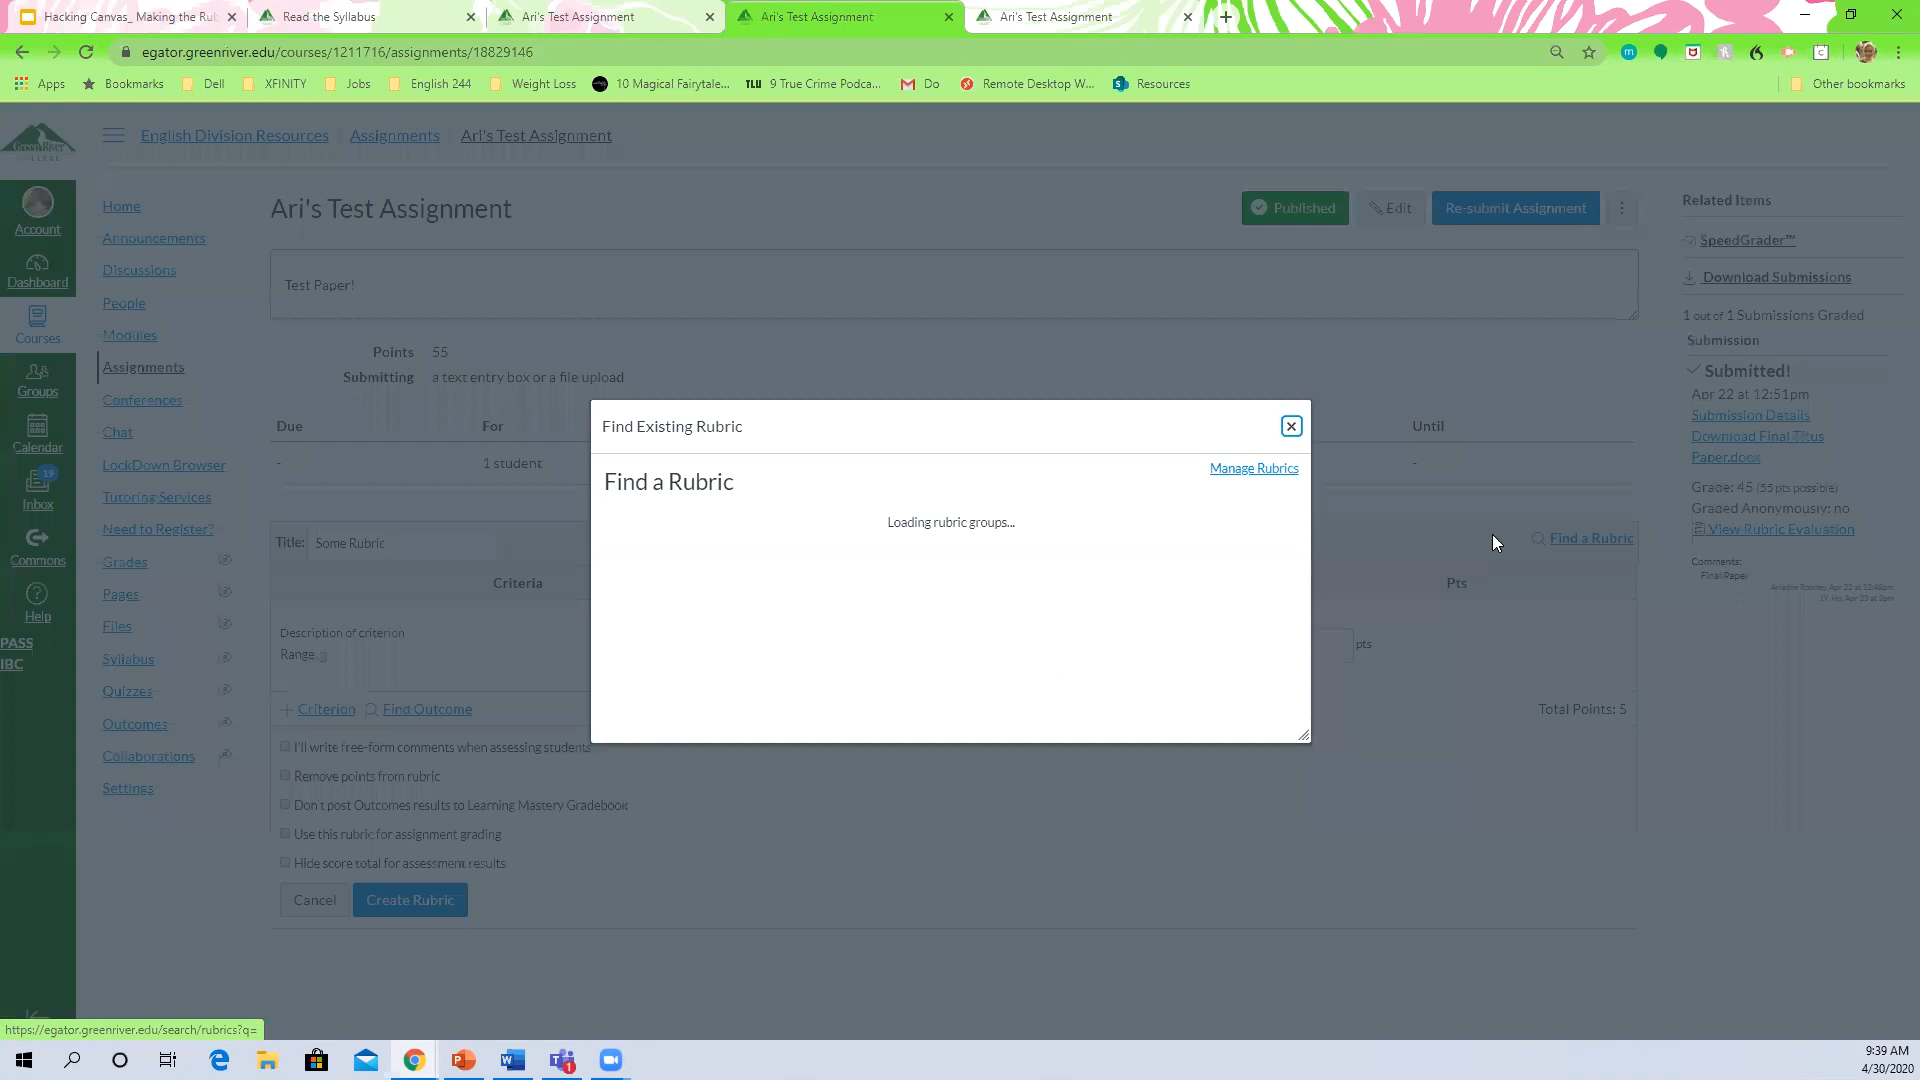 Hacking Canvas_ Making the Rub
Read the Syllabus
Ari's Test Assignment
Ari's Test Assignment
Ari's Test Assignment
egator.greenriver.edu/courses/1211716/assignments/18829146
Apps
Bookmarks
Dell
XFINITY
Jobs
English 244
Weight Loss
10 Magical Fairytale...
TLU 9 True Crime Podca...
Do
Remote Desktop W...
Resources
Other bookmarks
English Division Resources
Assignments
Ari's Test Assignment
Account
Dashboard
Courses
Groups
Calendar
19
Inbox
Commons
Help
PASS
IBC
Home
Announcements
Discussions
People
Modules
Assignments
Conferences
Chat
LockDown Browser
Tutoring Services
Need to Register?
Grades
Pages
Files
Syllabus
Quizzes
Outcomes
Collaborations
Settings
Ari's Test Assignment
Published
Edit
Re-submit Assignment
Test Paper!
Points 55
Submitting a text entry box or a file upload
Due For Until
- 1 student -
Title: Some Rubric
Find a Rubric
Criteria Pts
Description of criterion
Range
pts
Criterion Find Outcome
Total Points: 5
I'll write free-form comments when assessing students
Remove points from rubric
Don't post Outcomes results to Learning Mastery Gradebook
Use this rubric for assignment grading
Hide score total for assessment results
Cancel Create Rubric
Find Existing Rubric
Manage Rubrics
Find a Rubric
Loading rubric groups...
Related Items
SpeedGrader™
Download Submissions
1 out of 1 Submissions Graded
Submission
Submitted!
Apr 22 at 12:51pm
Submission Details
Download Final Titus
Paper.docx
Grade: 45 (55 pts possible)
Graded Anonymously: no
View Rubric Evaluation
Comments:
Final Paper
https://egator.greenriver.edu/search/rubrics?q=
1
9:39 AM
4/30/2020